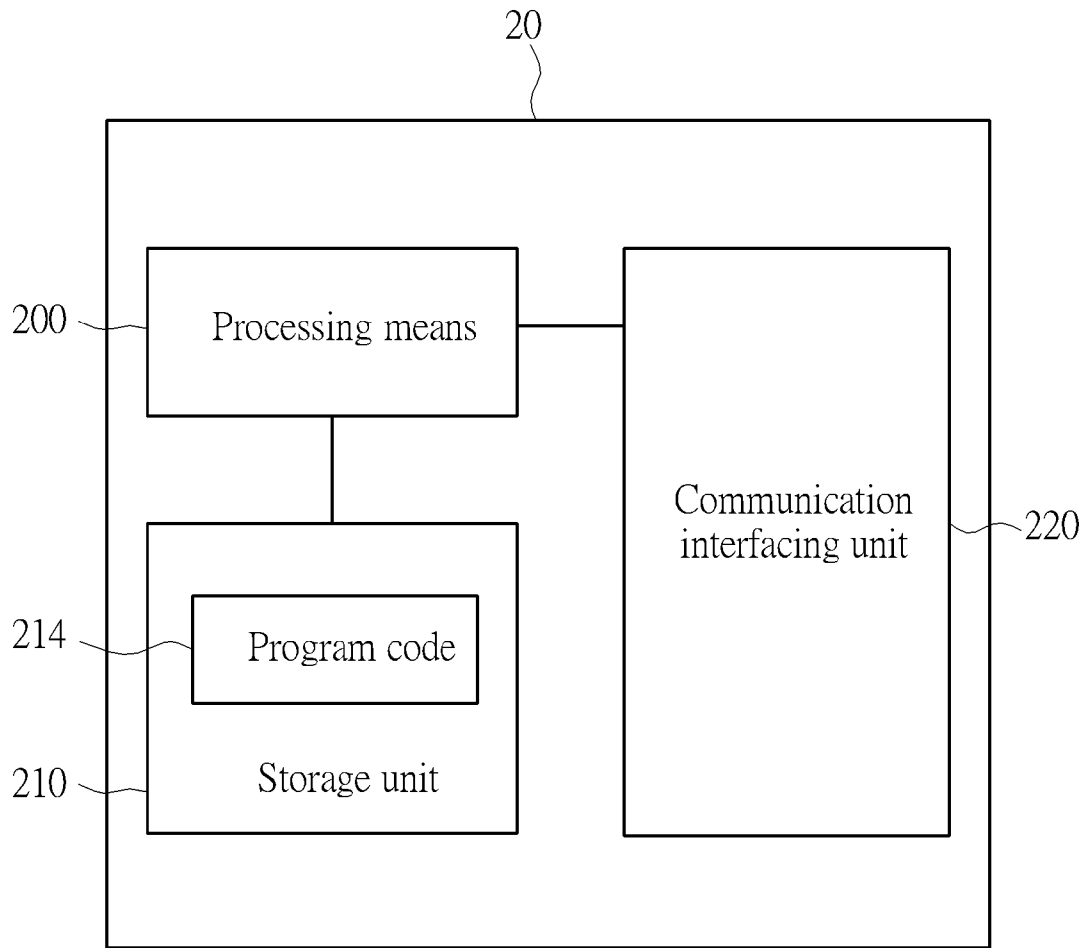 20
200
Processing means
Communication
interfacing unit
220
214
Program code
210
Storage unit